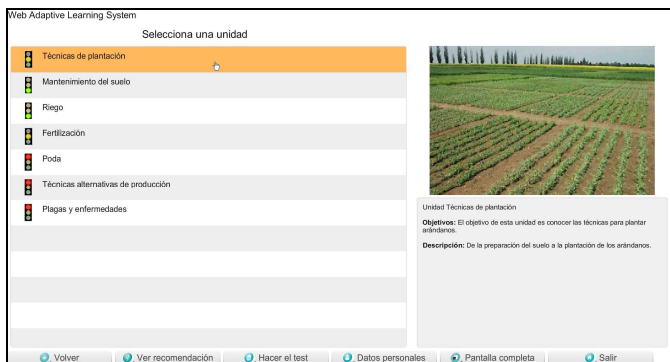 Web Adaptive Learning System
Selecciona una unidad
Técnicas de plantación
Mantenimiento del suelo
Riego
Fertilización
Poda
Técnicas alternativas de producción
Plagas y enfermedades
Unidad Técnicas de plantación
Objetivos: El objetivo de esta unidad es conocer las técnicas para plantar
arándanos.
Descripción: De la preparación del suelo a la plantación de los arándanos.
Volver
Ver recomendación
Hacer el test
Datos personales
Pantalla completa
Salir